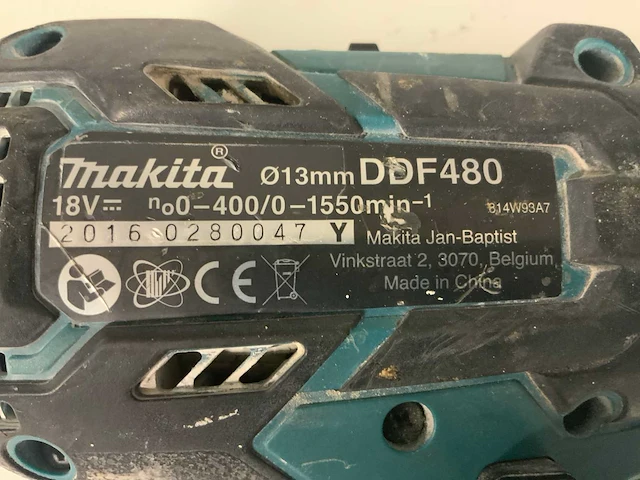 makita® Ø13mm DDF480
18V⎓ n₀0-400/0-1550min⁻¹ 814W93A7
2016 0280047 Y Makita Jan-Baptist
Vinkstraat 2, 3070, Belgium
CE Made in China